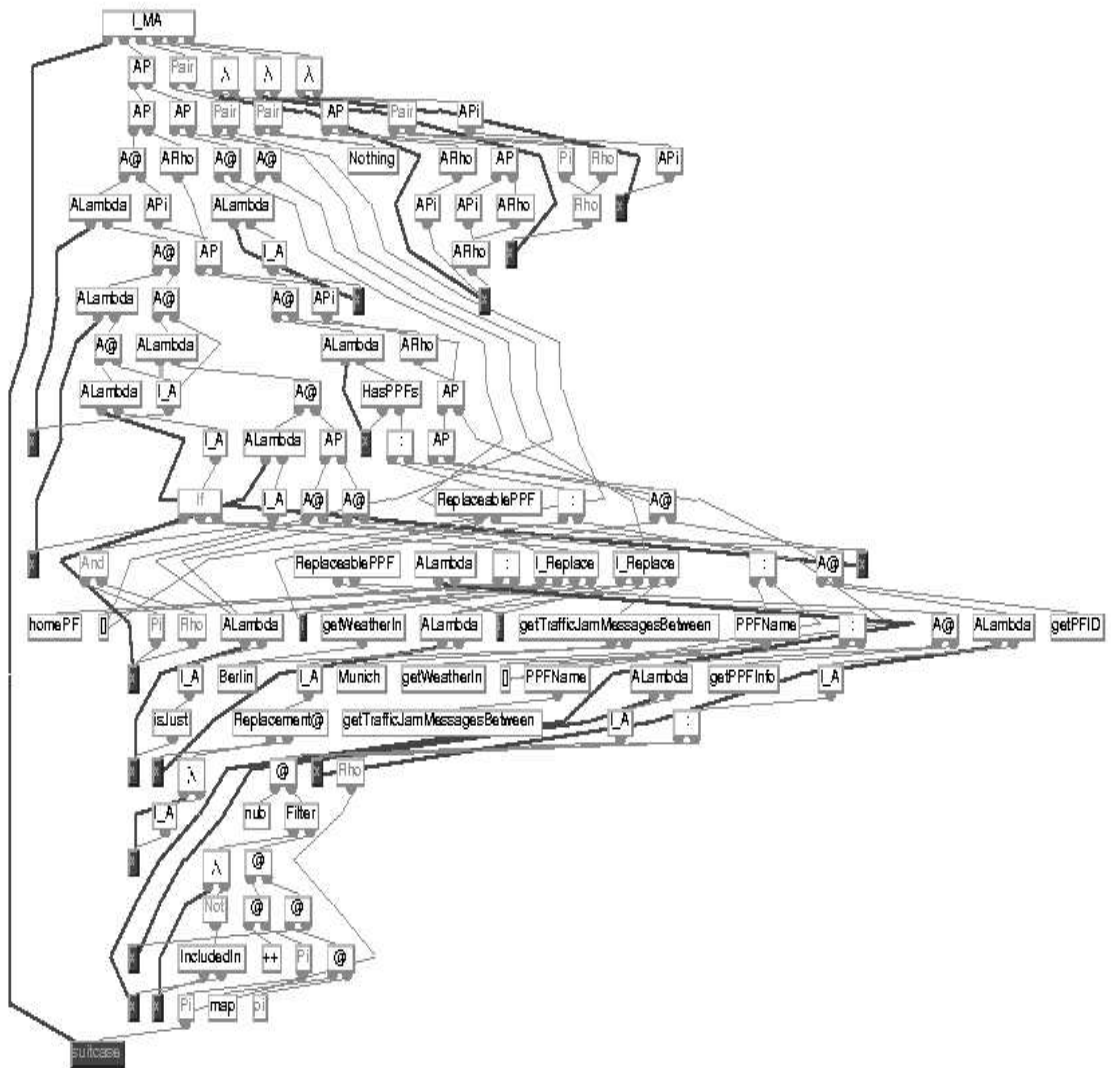 I_MA
AP Pair λ λ λ
AP AP Pair Pair AP Pair APi
A@ ARho A@ A@ Nothing ARho AP Pi Rho APi
ALambda APi ALambda APi APi ARho Rho
A@ AP I_A ARho
ALambda A@ A@ APi
A@ ALambda ALambda ARho
ALambda I_A A@ HasPPFs AP
I_A ALambda AP : AP
If I_A A@ A@ ReplaceablePPF : A@
And ReplaceablePPF ALambda : I_Replace I_Replace : A@
homePF [] Pi Rho ALambda getWeatherIn ALambda getTrafficJamMessagesBetween PPFName : A@ ALambda getPFID
I_A Berlin I_A Munich getWeatherIn [] PPFName ALambda getPPFInfo I_A
isJust Replacement@ getTrafficJamMessagesBetween I_A :
λ @ Rho
I_A nub Filter
λ @
Not @ @
IncludedIn ++ Pi @
Pi map pi
suitcase